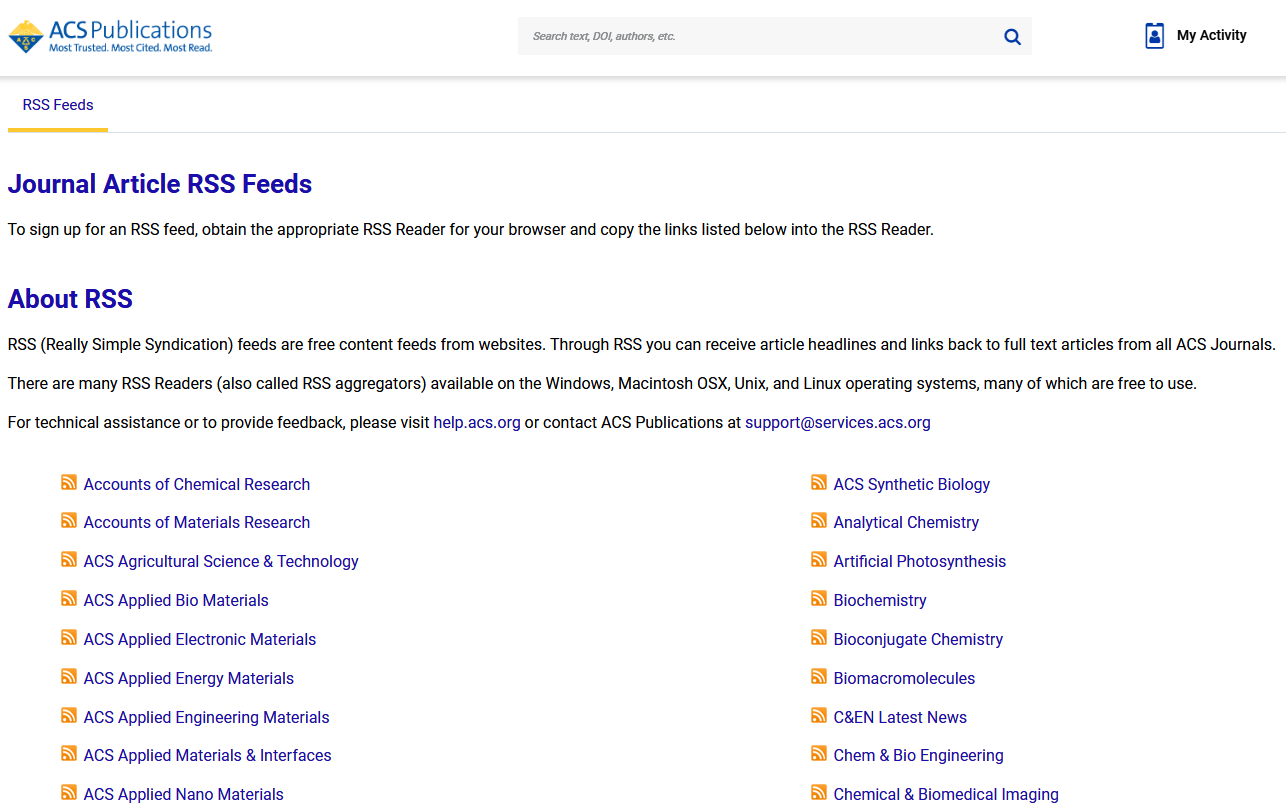 ACS Publications
Most Trusted. Most Cited. Most Read.
Search text, DOI, authors, etc.
My Activity
RSS Feeds
Journal Article RSS Feeds
To sign up for an RSS feed, obtain the appropriate RSS Reader for your browser and copy the links listed below into the RSS Reader.
About RSS
RSS (Really Simple Syndication) feeds are free content feeds from websites. Through RSS you can receive article headlines and links back to full text articles from all ACS Journals.
There are many RSS Readers (also called RSS aggregators) available on the Windows, Macintosh OSX, Unix, and Linux operating systems, many of which are free to use.
For technical assistance or to provide feedback, please visit help.acs.org or contact ACS Publications at support@services.acs.org
Accounts of Chemical Research
Accounts of Materials Research
ACS Agricultural Science & Technology
ACS Applied Bio Materials
ACS Applied Electronic Materials
ACS Applied Energy Materials
ACS Applied Engineering Materials
ACS Applied Materials & Interfaces
ACS Applied Nano Materials
ACS Synthetic Biology
Analytical Chemistry
Artificial Photosynthesis
Biochemistry
Bioconjugate Chemistry
Biomacromolecules
C&EN Latest News
Chem & Bio Engineering
Chemical & Biomedical Imaging